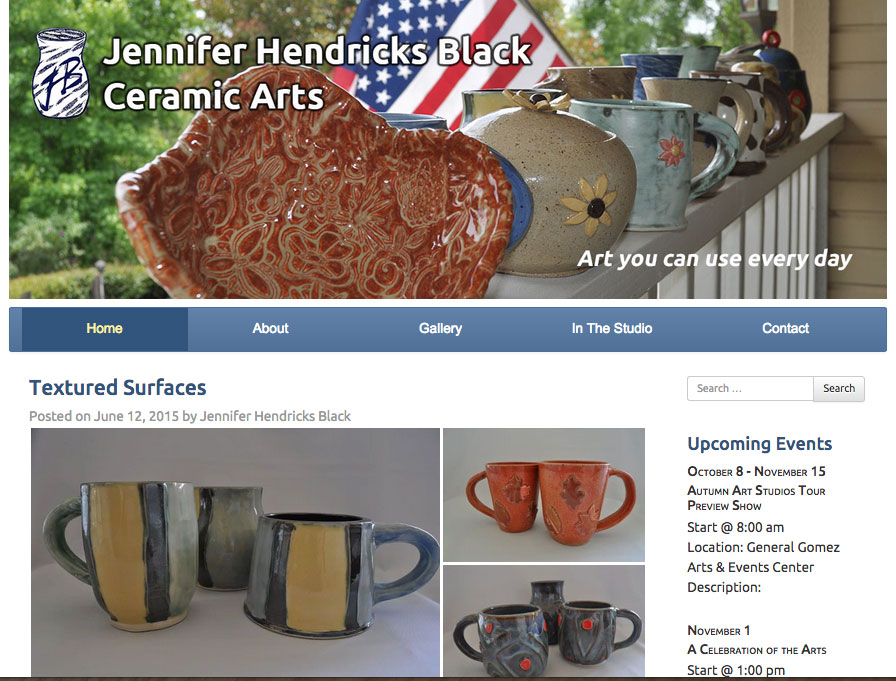 JHB
Jennifer Hendricks Black
Ceramic Arts
Art you can use every day
Home About Gallery In The Studio Contact
Textured Surfaces
Posted on June 12, 2015 by Jennifer Hendricks Black
Search ... Search
Upcoming Events
October 8 - November 15
Autumn Art Studios Tour
Preview Show
Start @ 8:00 am
Location: General Gomez
Arts & Events Center
Description:
November 1
A Celebration of the Arts
Start @ 1:00 pm